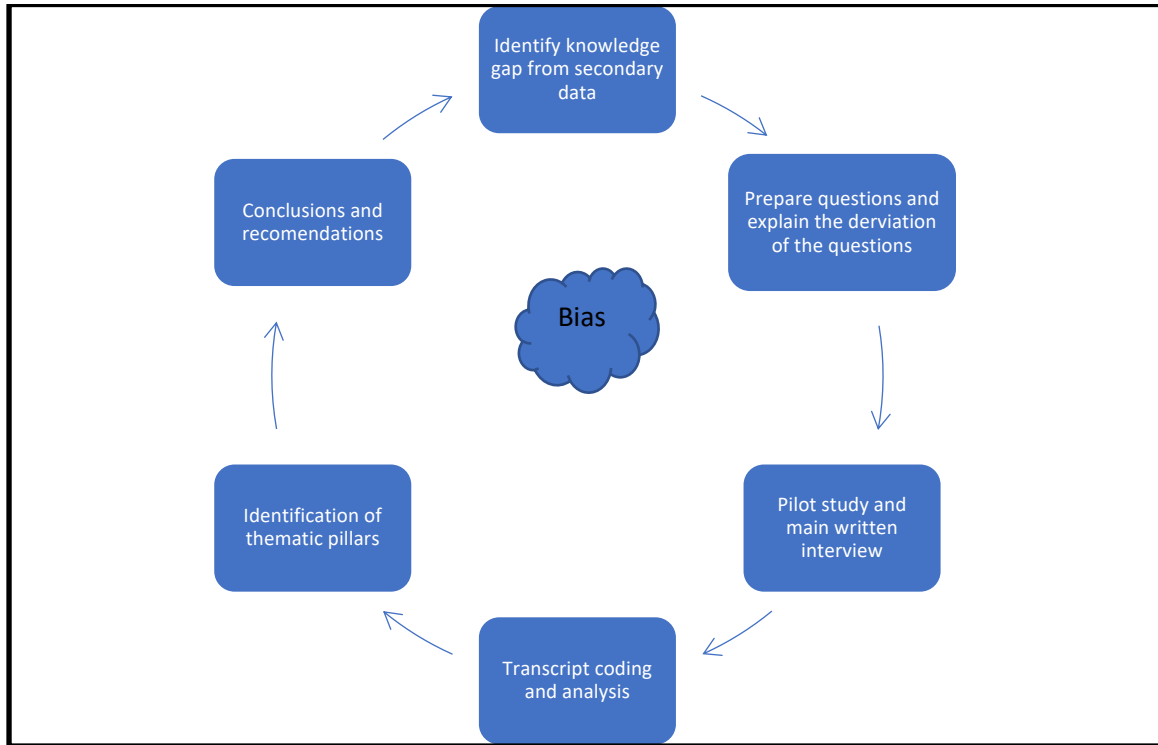 Identify knowledge
gap from secondary
data
Prepare questions and
explain the derviation
of the questions
Pilot study and
main written
interview
Transcript coding
and analysis
Identification of
thematic pillars
Conclusions and
recomendations
Bias